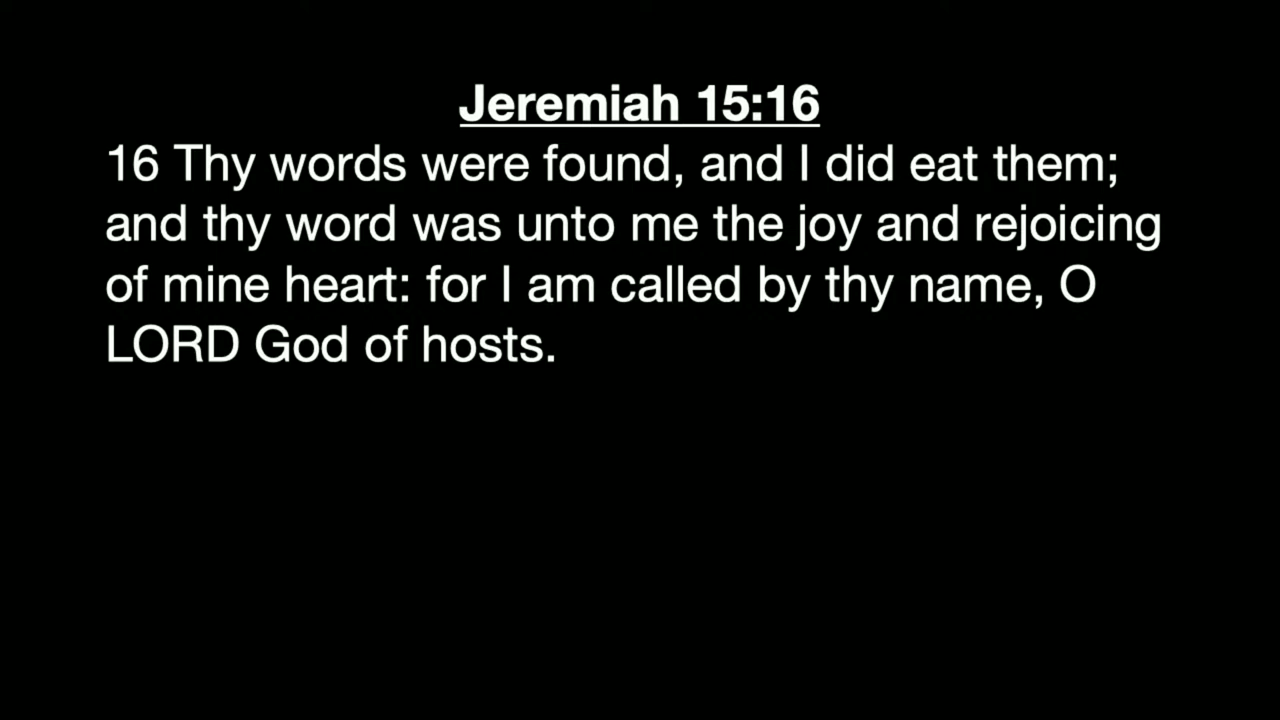 Jeremiah 15:16
16 Thy words were found, and I did eat them;
and thy word was unto me the joy and rejoicing
of mine heart: for I am called by thy name, O
LORD God of hosts.